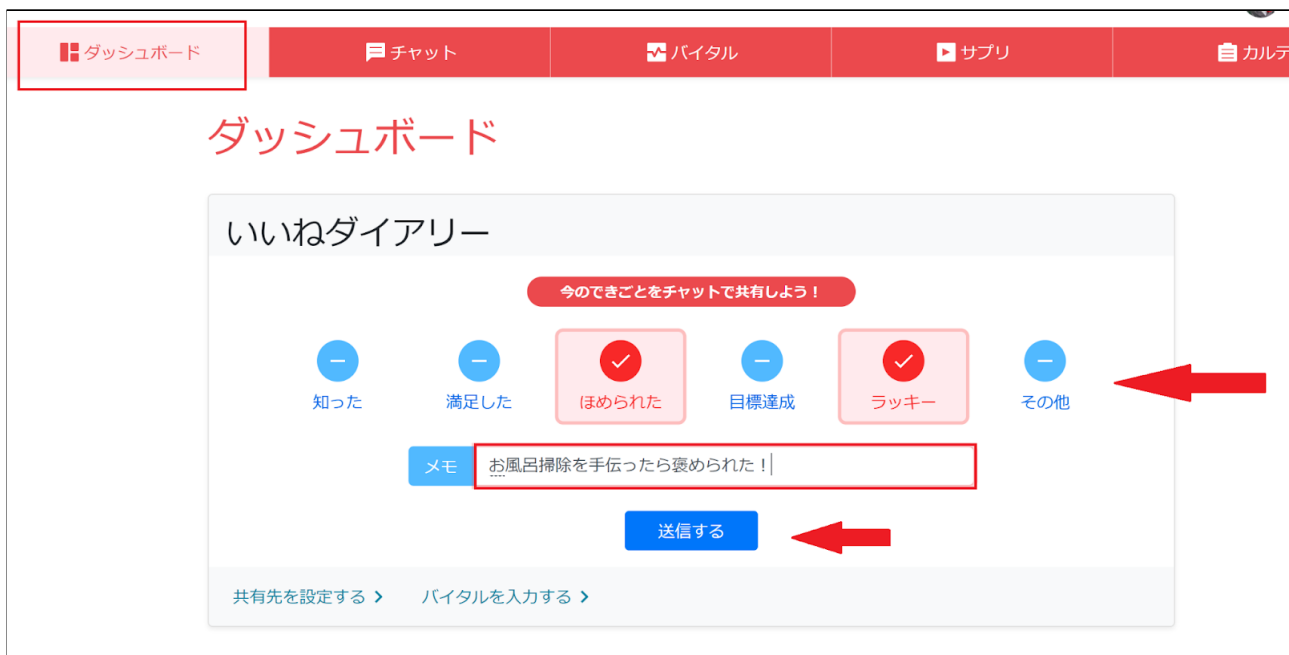 ダッシュボード チャット バイタル サプリ カルテ
ダッシュボード
いいねダイアリー
今のできごとをチャットで共有しよう！
知った 満足した ほめられた 目標達成 ラッキー その他
メモ お風呂掃除を手伝ったら褒められた！
送信する
共有先を設定する バイタルを入力する